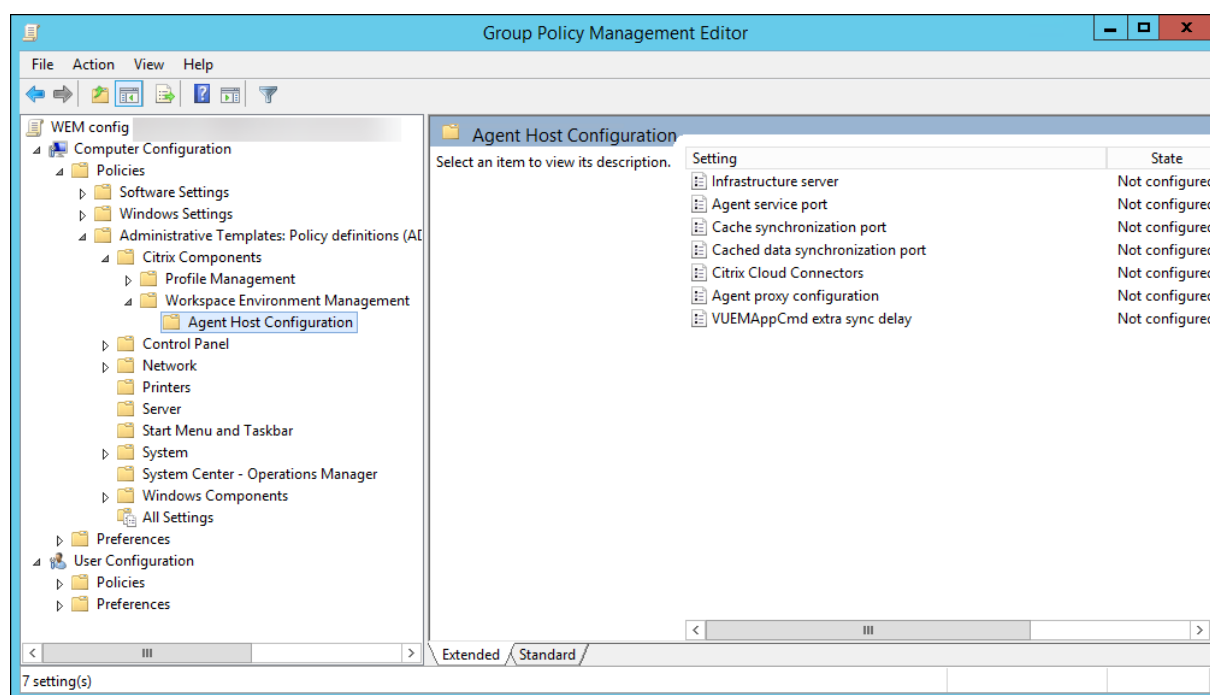 Group Policy Management Editor
File Action View Help
WEM config
Computer Configuration
Policies
Software Settings
Windows Settings
Administrative Templates: Policy definitions (AD
Citrix Components
Profile Management
Workspace Environment Management
Agent Host Configuration
Control Panel
Network
Printers
Server
Start Menu and Taskbar
System
System Center - Operations Manager
Windows Components
All Settings
Preferences
User Configuration
Policies
Preferences
Agent Host Configuration
Select an item to view its description.
Setting State
Infrastructure server Not configured
Agent service port Not configured
Cache synchronization port Not configured
Cached data synchronization port Not configured
Citrix Cloud Connectors Not configured
Agent proxy configuration Not configured
VUEMAppCmd extra sync delay Not configured
Extended Standard
7 setting(s)